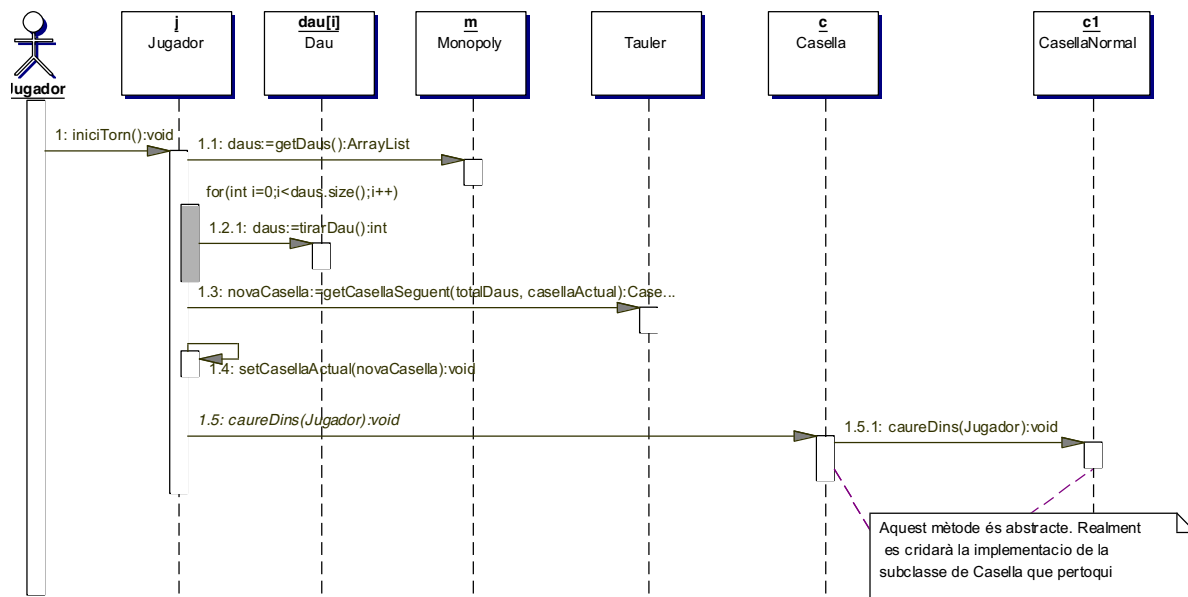 j
Jugador
dau[i]
Dau
m
Monopoly
Tauler
c
Casella
c1
CasellaNormal
Jugador
1: iniciTorn():void
1.1: daus:=getDaus():ArrayList
for(int i=0;i<daus.size();i++)
1.2.1: daus:=tirarDau():int
1.3: novaCasella:=getCasellaSeguent(totalDaus, casellaActual):Case...
1.4: setCasellaActual(novaCasella):void
1.5: caureDins(Jugador):void
1.5.1: caureDins(Jugador):void
Aquest mètode és abstracte. Realment
es cridarà la implementacio de la
subclasse de Casella que pertoqui